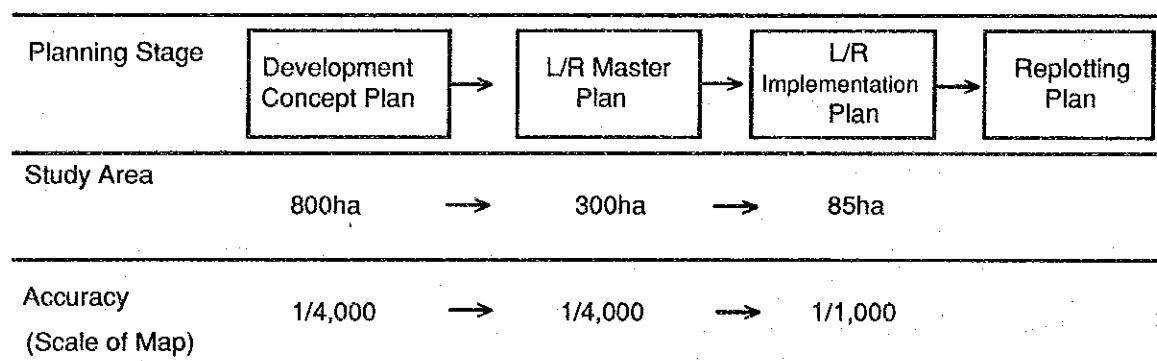 Planning Stage
Development
Concept Plan
L/R Master
Plan
L/R
Implementation
Plan
Replotting
Plan
Study Area
800ha → 300ha → 85ha
Accuracy
(Scale of Map)
1/4,000 → 1/4,000 → 1/1,000